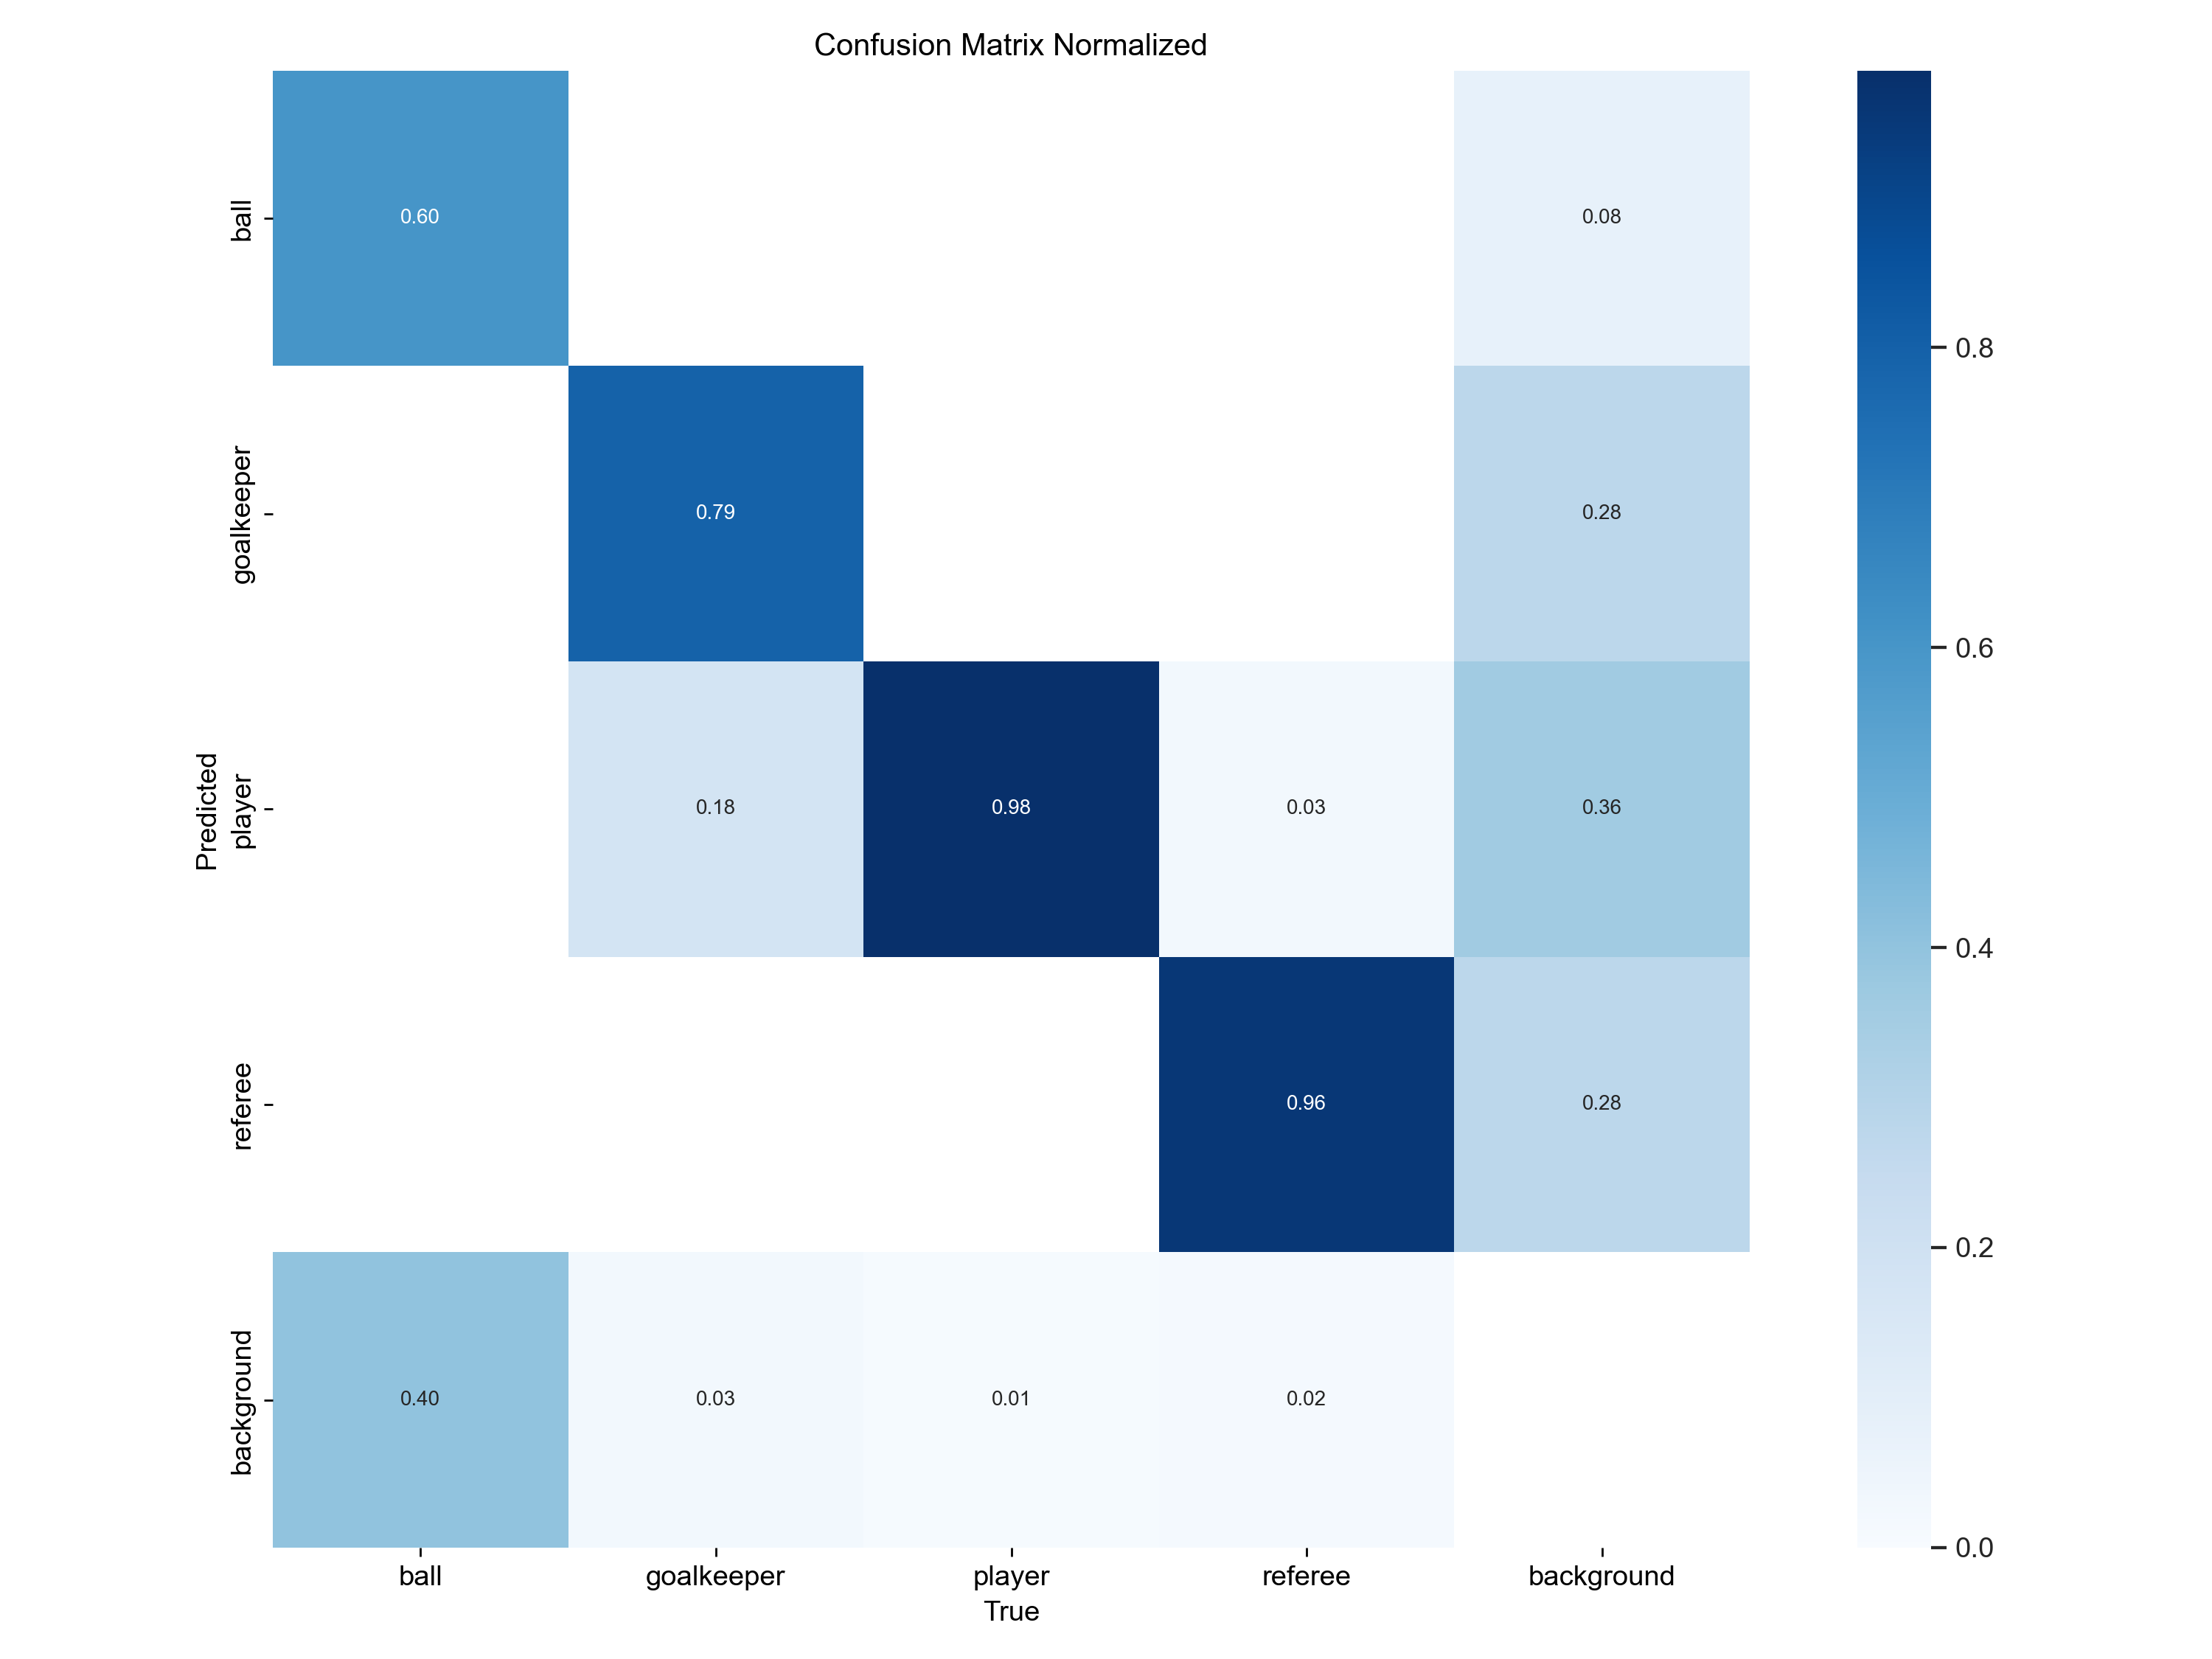 Confusion Matrix Normalized
ball
0.60
0.08
goalkeeper
0.79
0.28
Predicted
player
0.18
0.98
0.03
0.36
referee
0.96
0.28
background
0.40
0.03
0.01
0.02
ball goalkeeper player referee background
True
0.8
0.6
0.4
0.2
0.0